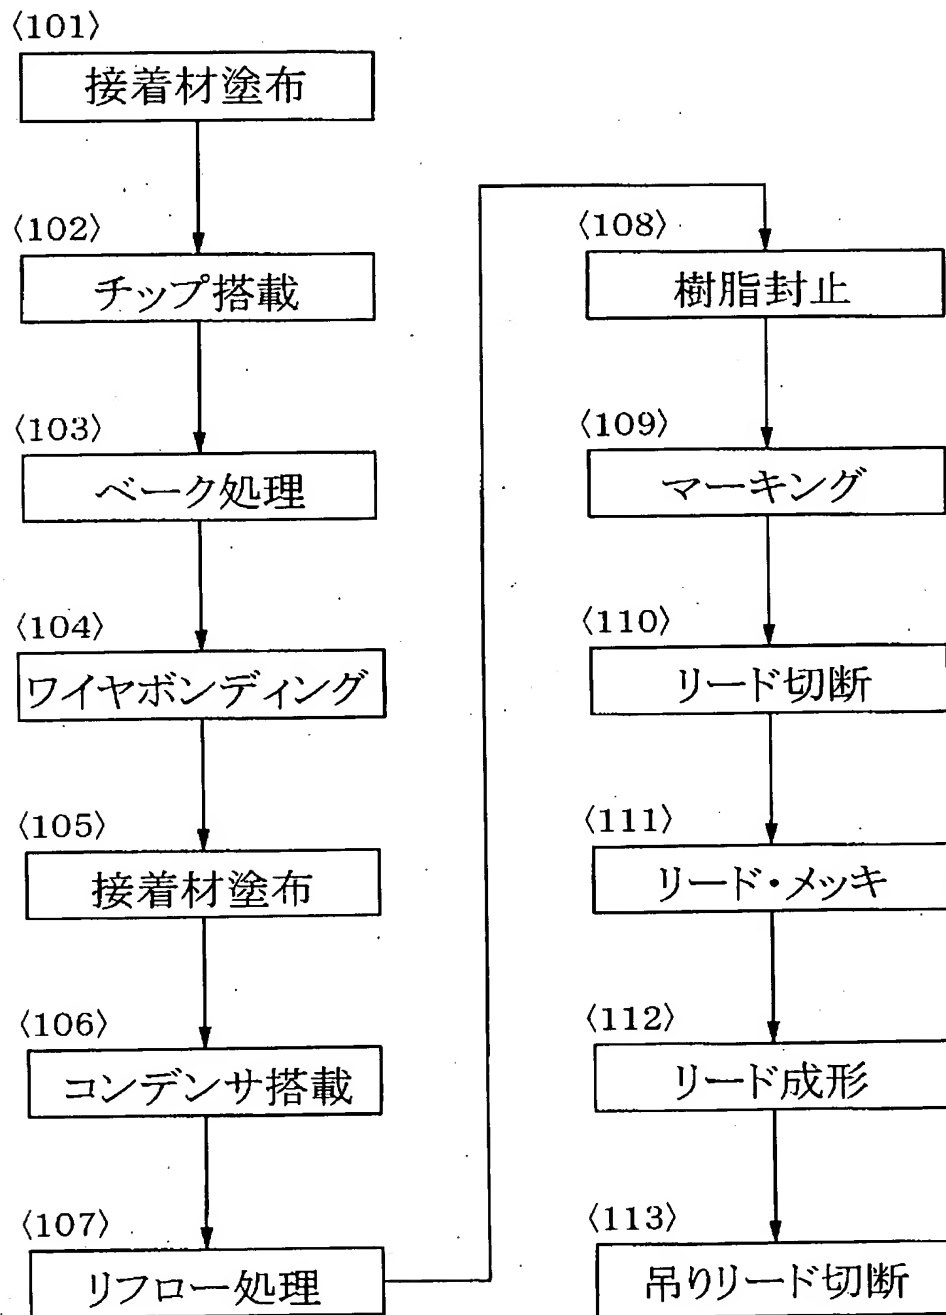 〈101〉
接着材塗布
〈102〉
チップ搭載
〈103〉
ベーク処理
〈104〉
ワイヤボンディング
〈105〉
接着材塗布
〈106〉
コンデンサ搭載
〈107〉
リフロー処理
〈108〉
樹脂封止
〈109〉
マーキング
〈110〉
リード切断
〈111〉
リード・メッキ
〈112〉
リード成形
〈113〉
吊りリード切断